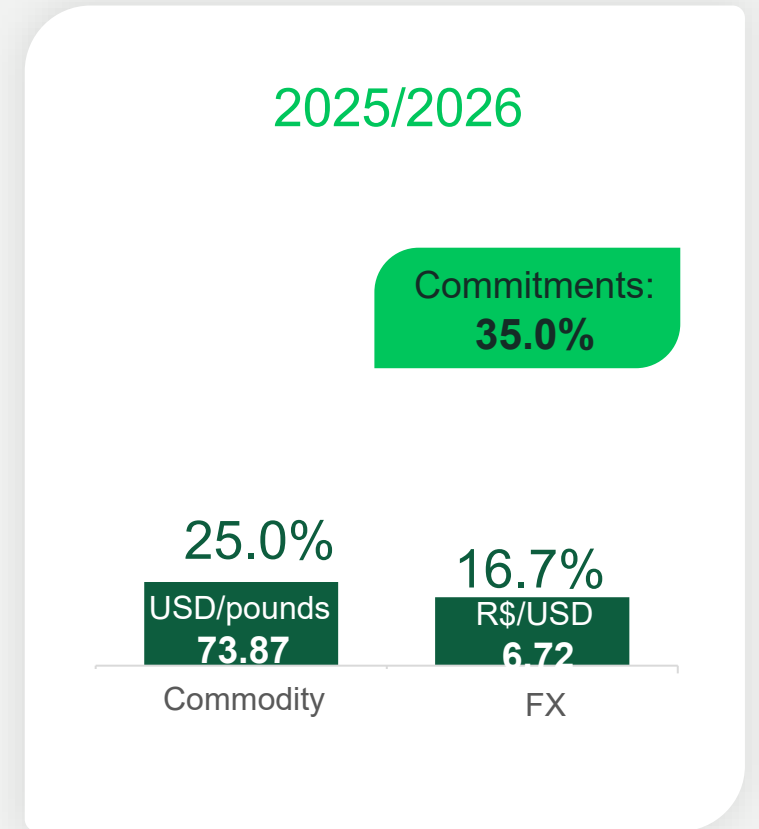 2025/2026
Commitments:
35.0%
25.0%
16.7%
USD/pounds
73.87
R$/USD
6.72
Commodity
FX